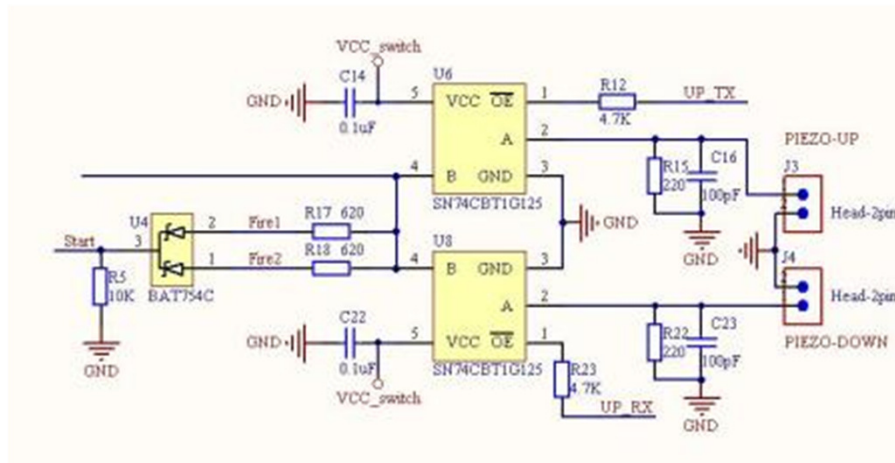 VCC_switch
C14
GND
0.1uF
U6
5
VCC
OE
1
R12
4.7K
UP_TX
A
2
4
B
GND
3
SN74CBT1G125
R15
220
C16
100pF
GND
PIEZO-UP
J3
Head-2pin
GND
U4
2
Fire1
R17 620
Start
3
1
Fire2
R18 620
BAT754C
R5
10K
GND
U8
4
B
GND
3
A
2
5
VCC
OE
1
SN74CBT1G125
C22
GND
0.1uF
VCC_switch
R23
4.7K
UP_RX
R22
220
C23
100pF
GND
J4
Head-2pin
PIEZO-DOWN